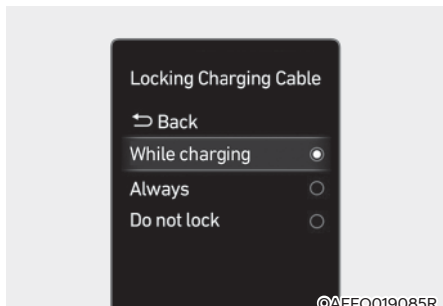 Locking Charging Cable
Back
While charging
Always
Do not lock